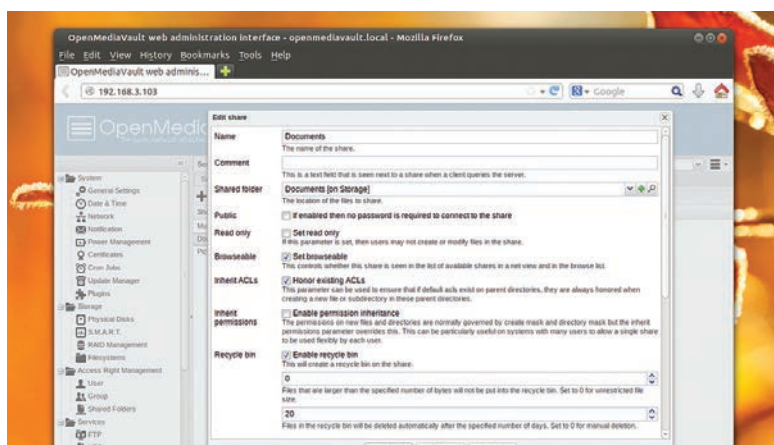 OpenMediaVault web administration interface - openmediavault.local - Mozilla Firefox
File Edit View History Bookmarks Tools Help
OpenMediaVault web adminis...
192.168.3.103
Google
OpenMedia
Edit share
Name Documents
The name of the share.
Comment
This is a text field that is seen next to a share when a client queries the server.
Shared folder Documents [on Storage]
The location of the files to share.
Public If enabled then no password is required to connect to the share
Read only Set read only
If this parameter is set, then users may not create or modify files in the share.
Browseable Set browseable
This controls whether this share is seen in the list of available shares in a net view and in the browse list.
Inherit ACLs Honor existing ACLs
This parameter can be used to ensure that if default acls exist on parent directories, they are always honored when
creating a new file or subdirectory in these parent directories.
Inherit permissions Enable permission inheritance
The permissions on new files and directories are normally governed by create mask and directory mask but the inherit
permissions parameter overrides this. This can be particularly useful on systems with many users to allow a single share
to be used flexibly by each user.
Recycle bin Enable recycle bin
This will create a recycle bin on the share.
0
Files that are larger than the specified number of bytes will not be put into the recycle bin. Set to 0 for unrestricted file
size.
20
Files in the recycle bin will be deleted automatically after the specified number of days. Set to 0 for manual deletion.
System
General Settings
Date & Time
Network
Notification
Power Management
Certificates
Cron Jobs
Update Manager
Plugins
Storage
Physical Disks
S.M.A.R.T.
RAID Management
Filesystems
Access Right Management
User
Group
Shared Folders
Services
FTP